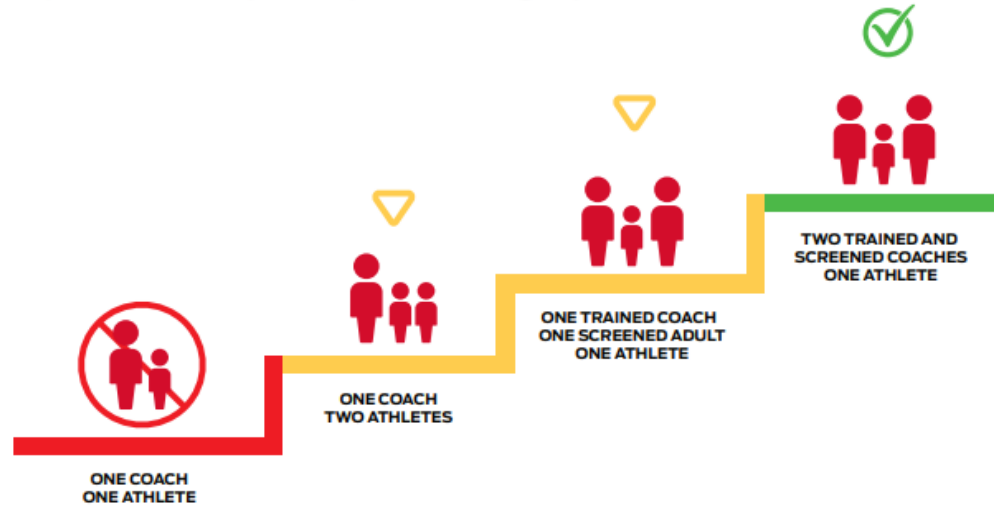 ONE COACH
ONE ATHLETE
ONE COACH
TWO ATHLETES
ONE TRAINED COACH
ONE SCREENED ADULT
ONE ATHLETE
TWO TRAINED AND
SCREENED COACHES
ONE ATHLETE